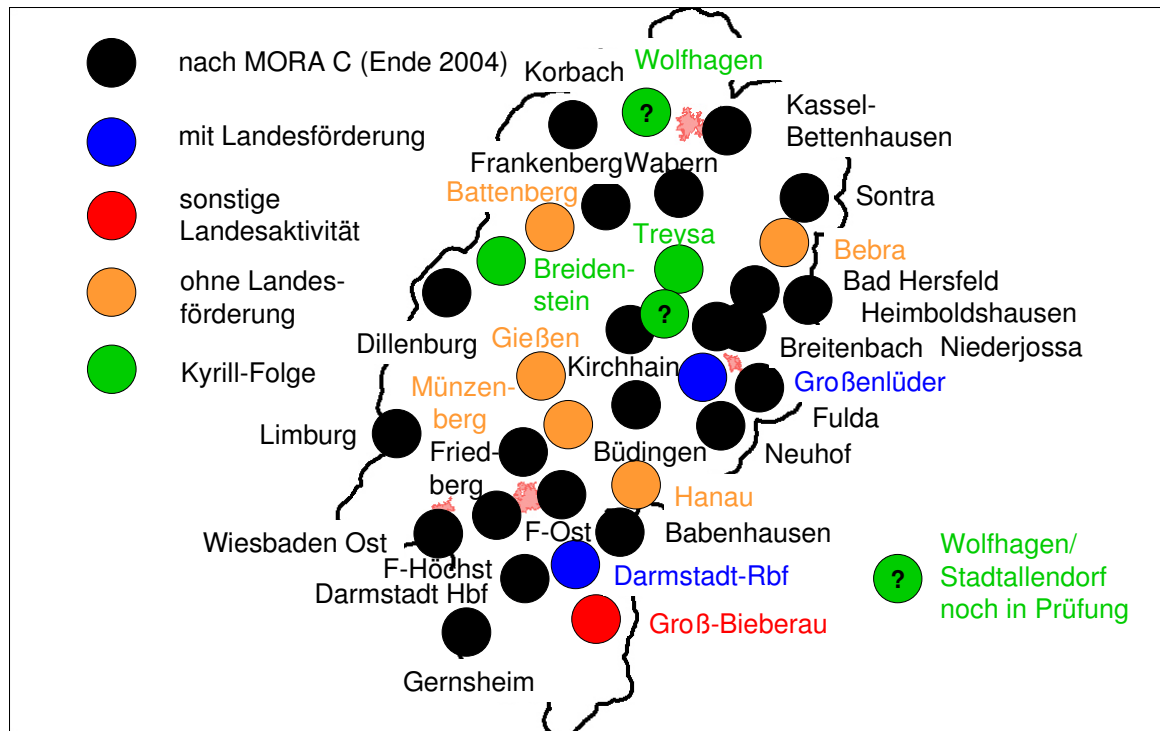 nach MORA C (Ende 2004)
mit Landesförderung
sonstige
Landesaktivität
ohne Landes-
förderung
Kyrill-Folge
Wolfhagen
Korbach
?
Kassel-
Bettenhausen
Frankenberg
Wabern
Battenberg
Sontra
Treysa
Bebra
Breiden-
stein
Bad Hersfeld
Heimboldshausen
?
Dillenburg
Gießen
Breitenbach
Niederjossa
Kirchhain
Großenlüder
Münzen-
berg
Fulda
Limburg
Fried-
berg
Büdingen
Neuhof
Hanau
Wiesbaden Ost
F-Ost
Babenhausen
F-Höchst
Darmstadt-Rbf
Darmstadt Hbf
Groß-Bieberau
Gernsheim
?
Wolfhagen/
Stadtallendorf
noch in Prüfung